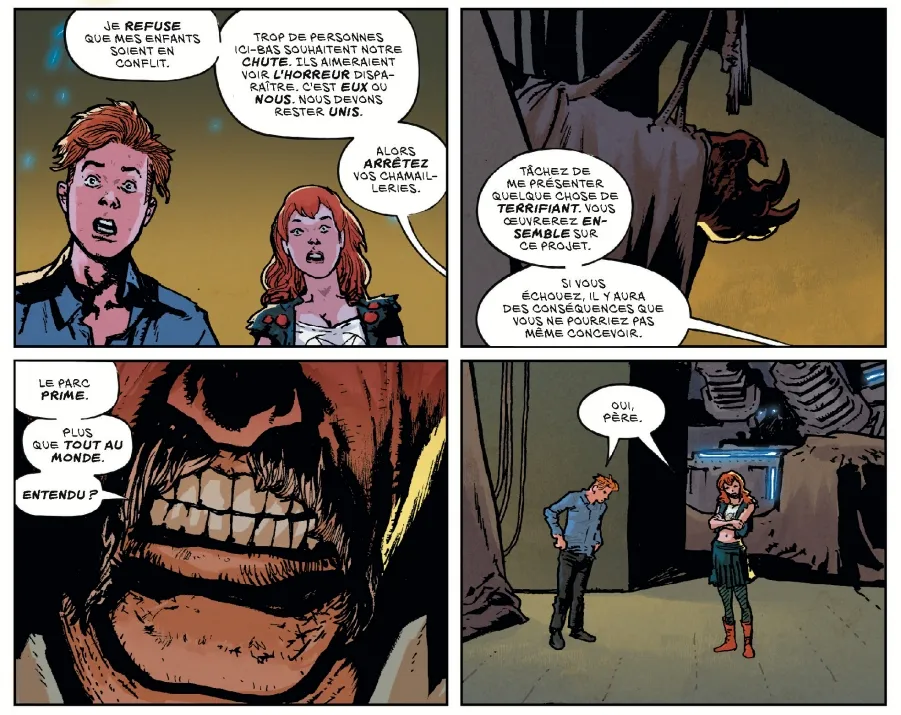 JE REFUSE
QUE MES ENFANTS
SOIENT EN
CONFLIT.
TROP DE PERSONNES
ICI-BAS SOUHAITENT NOTRE
CHUTE. ILS AIMERAIENT
VOIR L'HORREUR DISPA-
RAÎTRE. C'EST EUX OU
NOUS. NOUS DEVONS
RESTER UNIS.
ALORS
ARRÊTEZ
VOS CHAMAIL-
LERIES.
TÂCHEZ DE
ME PRÉSENTER
QUELQUE CHOSE DE
TERRIFIANT. VOUS
ŒUVREREZ EN-
SEMBLE SUR
CE PROJET.
SI VOUS
ÉCHOUEZ, IL Y AURA
DES CONSÉQUENCES QUE
VOUS NE POURRIEZ PAS
MÊME CONCEVOIR.
LE PARC
PRIME.
PLUS
QUE TOUT AU
MONDE.
ENTENDU ?
OUI,
PÈRE.